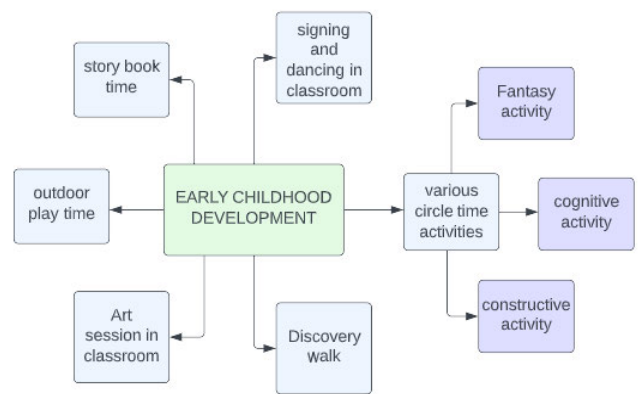 signing
and
dancing in
classroom
story book
time
Fantasy
activity
outdoor
play time
EARLY CHILDHOOD
DEVELOPMENT
various
circle time
activities
cognitive
activity
Art
session in
classroom
Discovery
walk
constructive
activity